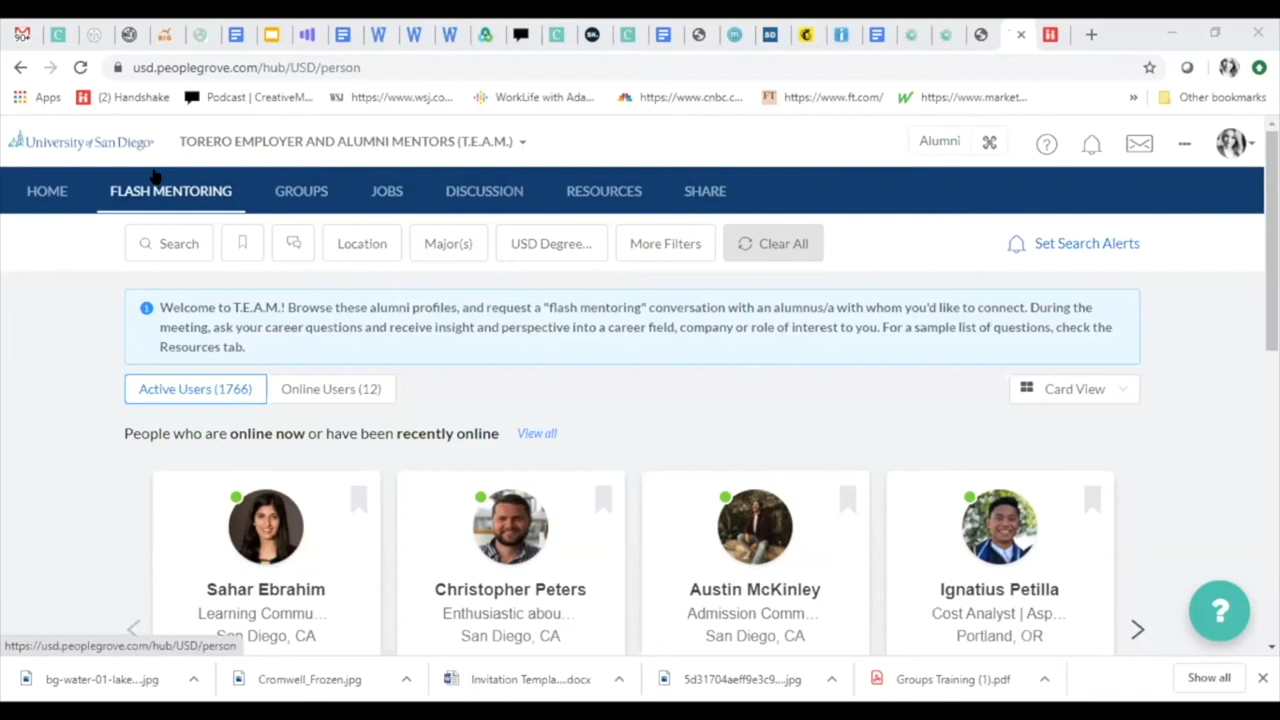 90+
usd.peoplegrove.com/hub/USD/person
Apps
(2) Handshake
Podcast | CreativeM...
WSJ https://www.wsj.co...
WorkLife with Ada...
https://www.cnbc.c...
FT https://www.ft.com/
https://www.market...
»
Other bookmarks
University of San Diego
TORERO EMPLOYER AND ALUMNI MENTORS (T.E.A.M.)
Alumni
HOME
FLASH MENTORING
GROUPS
JOBS
DISCUSSION
RESOURCES
SHARE
Search
Location
Major(s)
USD Degree...
More Filters
Clear All
Set Search Alerts
Welcome to T.E.A.M.! Browse these alumni profiles, and request a "flash mentoring" conversation with an alumnus/a with whom you'd like to connect. During the
meeting, ask your career questions and receive insight and perspective into a career field, company or role of interest to you. For a sample list of questions, check the
Resources tab.
Active Users (1766)
Online Users (12)
Card View
People who are online now or have been recently online View all
Sahar Ebrahim
Learning Commu...
San Diego, CA
Christopher Peters
Enthusiastic abou...
San Diego, CA
Austin McKinley
Admission Comm...
San Diego, CA
Ignatius Petilla
Cost Analyst | Asp...
Portland, OR
?
https://usd.peoplegrove.com/hub/USD/person
bg-water-01-lake....jpg
Cromwell_Frozen.jpg
Invitation Templa....docx
5d31704aeff9e3c9....jpg
Groups Training (1).pdf
Show all